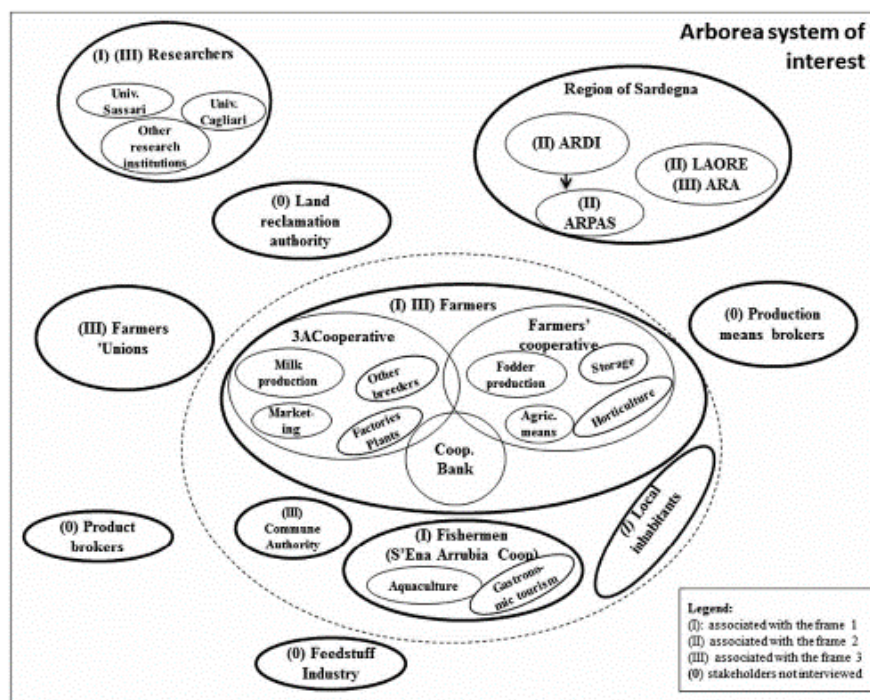 Arborea system of
interest
(I) (III) Researchers
Univ.
Sassari
Univ.
Cagliari
Other
research
institutions
Region of Sardegna
(II) ARDI
(II) LAORE
(III) ARA
(II)
ARPAS
(0) Land
reclamation
authority
(III) Farmers
'Unions
(0) Production
means brokers
(I) III) Farmers
3ACooperative
Milk
production
Other
breeders
Market-
ing
Factories
Plants
Farmers'
cooperative
Fodder
production
Storage
Agric.
means
Horticulture
Coop.
Bank
(0) Product
brokers
(III)
Commune
Authority
(I) Fishermen
(S'Ena Arrubia Coop)
Aquaculture
Gastrono-
mic tourism
(I) Local
inhabitants
(0) Feedstuff
Industry
Legend:
(I): associated with the frame 1
(II) associated with the frame 2
(III) associated with the frame 3
(0) stakeholders not interviewed